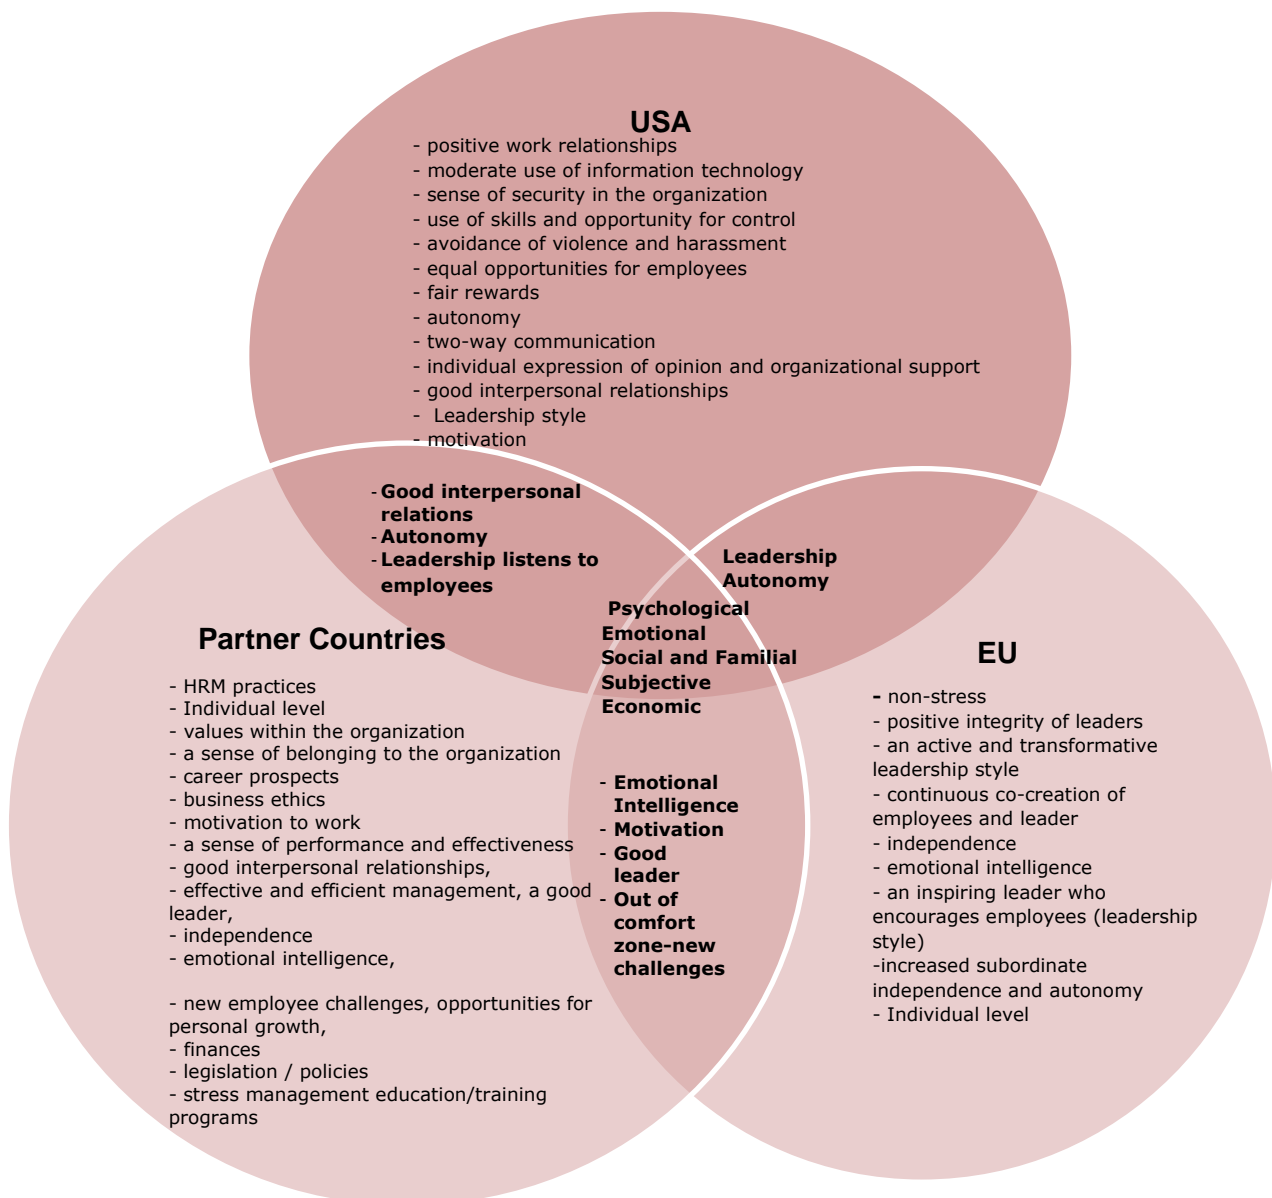 USA
- positive work relationships
- moderate use of information technology
- sense of security in the organization
- use of skills and opportunity for control
- avoidance of violence and harassment
- equal opportunities for employees
- fair rewards
- autonomy
- two-way communication
- individual expression of opinion and organizational support
- good interpersonal relationships
- Leadership style
- motivation
- Good interpersonal
relations
- Autonomy
- Leadership listens to
employees
Leadership
Autonomy
Psychological
Emotional
Social and Familial
Subjective
Economic
Partner Countries
- HRM practices
- Individual level
- values within the organization
- a sense of belonging to the organization
- career prospects
- business ethics
- motivation to work
- a sense of performance and effectiveness
- good interpersonal relationships,
- effective and efficient management, a good
leader,
- independence
- emotional intelligence,
- new employee challenges, opportunities for
personal growth,
- finances
- legislation / policies
- stress management education/training
programs
- Emotional
Intelligence
- Motivation
- Good
leader
- Out of
comfort
zone-new
challenges
EU
- non-stress
- positive integrity of leaders
- an active and transformative
leadership style
- continuous co-creation of
employees and leader
- independence
- emotional intelligence
- an inspiring leader who
encourages employees (leadership
style)
-increased subordinate
independence and autonomy
- Individual level